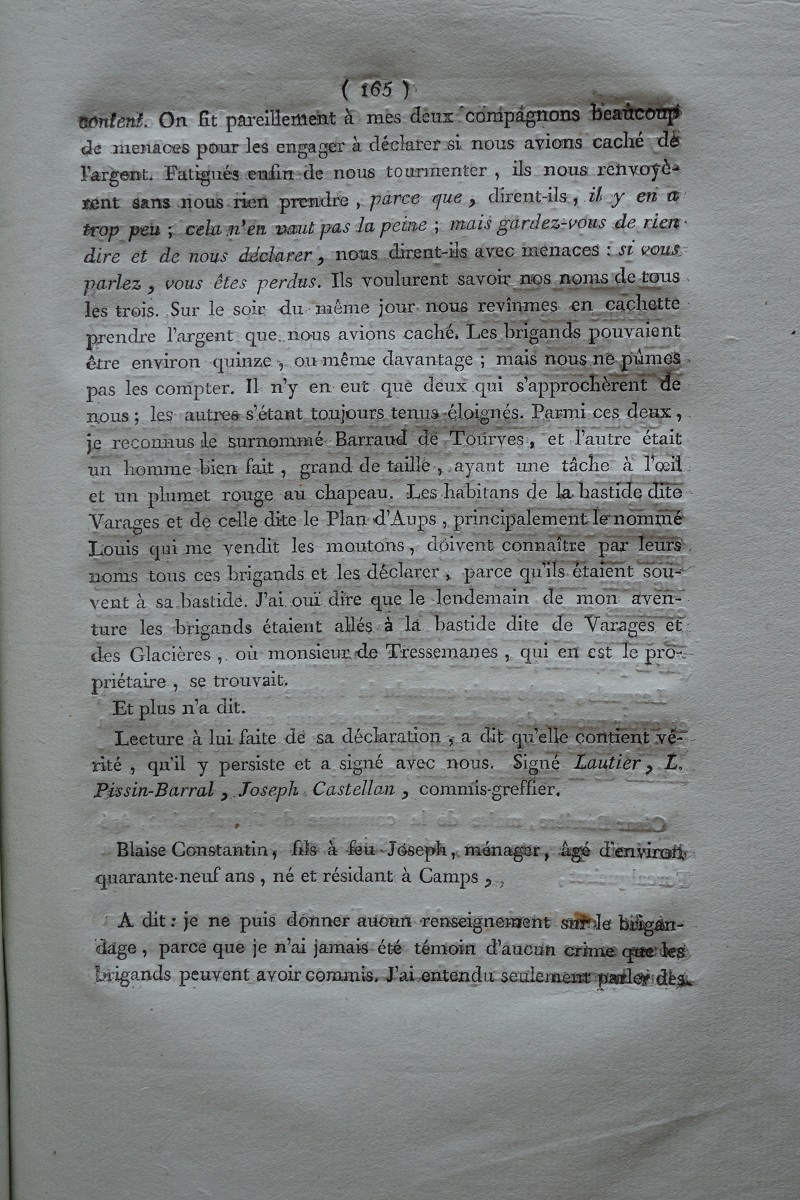 ( 165 )
content. On fit pareillement à mes deux compagnons beaucoup
de menaces pour les engager à déclarer si nous avions caché de
l'argent. Fatigués enfin de nous tourmenter , ils nous renvoyè-
rent sans nous rien prendre , parce que , dirent-ils , il y en a
trop peu ; cela n'en vaut pas la peine ; mais gardez-vous de rien
dire et de nous déclarer , nous dirent-ils avec menaces : si vous
parlez , vous êtes perdus. Ils voulurent savoir nos noms de tous
les trois. Sur le soir du même jour nous revînmes en cachette
prendre l'argent que nous avions caché. Les brigands pouvaient
être environ quinze , ou même davantage ; mais nous ne pûmes
pas les compter. Il n'y en eut que deux qui s'approchèrent de
nous ; les autres s'étant toujours tenus éloignés. Parmi ces deux ,
je reconnus le surnommé Barraud de Tourves , et l'autre était
un homme bien fait , grand de taille , ayant une tâche à l'œil
et un plumet rouge au chapeau. Les habitans de la bastide dite
Varages et de celle dite le Plan d'Aups , principalement le nommé
Louis qui me vendit les moutons , doivent connaître par leurs
noms tous ces brigands et les déclarer , parce qu'ils étaient sou-
vent à sa bastide. J'ai ouï dire que le lendemain de mon aven-
ture les brigands étaient allés à la bastide dite de Varages et
des Glacières , où monsieur de Tressemanes , qui en est le pro-
priétaire , se trouvait.
Et plus n'a dit.
Lecture à lui faite de sa déclaration , a dit qu'elle contient vé-
rité , qu'il y persiste et a signé avec nous. Signé Lautier , L.
Pissin-Barral , Joseph Castellan , commis-greffier.
Blaise Constantin , fils à feu Joseph , ménager , âgé d'environ
quarante-neuf ans , né et résidant à Camps ,
A dit : je ne puis donner aucun renseignement sur le brigan-
dage , parce que je n'ai jamais été témoin d'aucun crime que les
brigands peuvent avoir commis. J'ai entendu seulement parler des